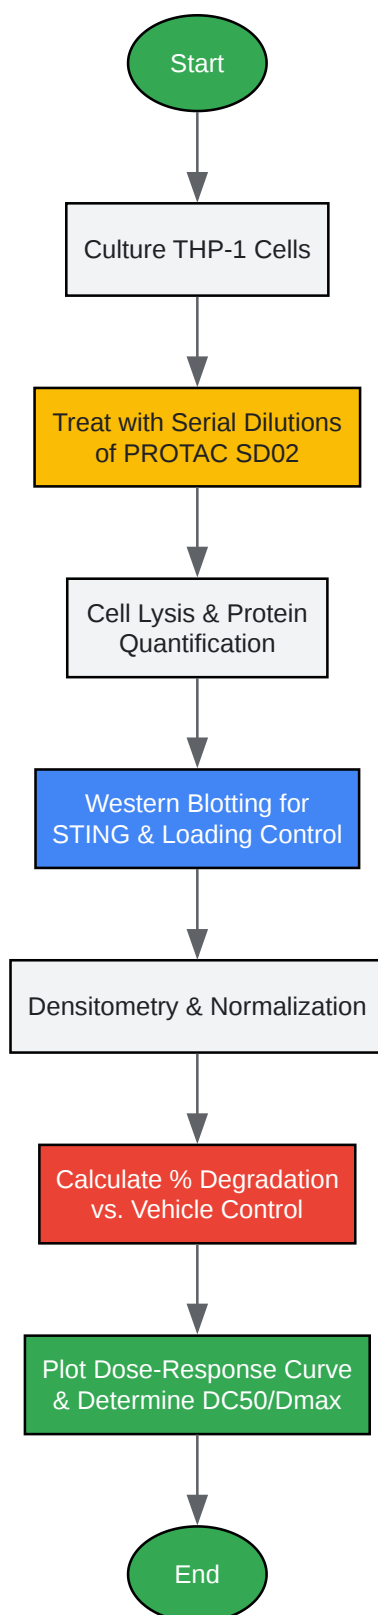 Start
Culture THP-1 Cells
Treat with Serial Dilutions
of PROTAC SD02
Cell Lysis & Protein
Quantification
Western Blotting for
STING & Loading Control
Densitometry & Normalization
Calculate % Degradation
vs. Vehicle Control
Plot Dose-Response Curve
& Determine DC50/Dmax
End